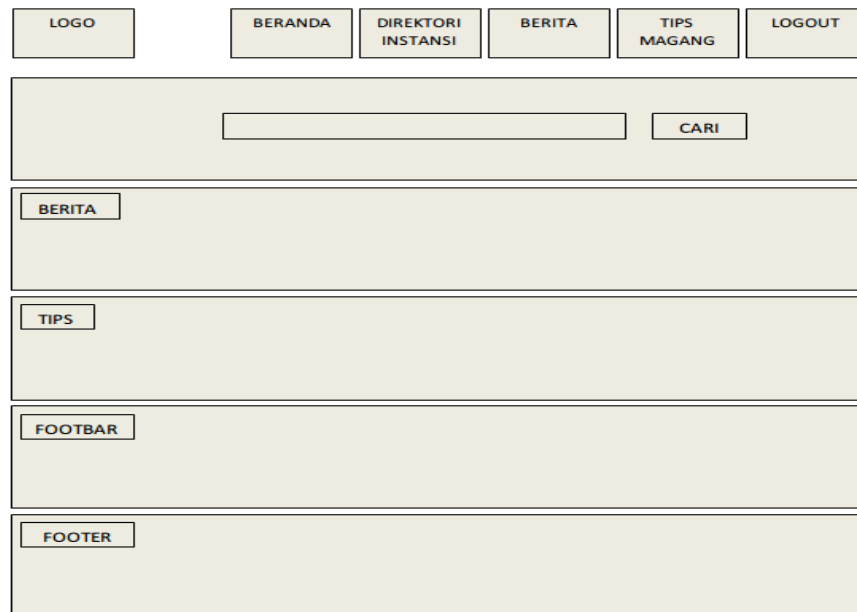 LOGO
BERANDA
DIREKTORI
INSTANSI
BERITA
TIPS
MAGANG
LOGOUT
CARI
BERITA
TIPS
FOOTBAR
FOOTER